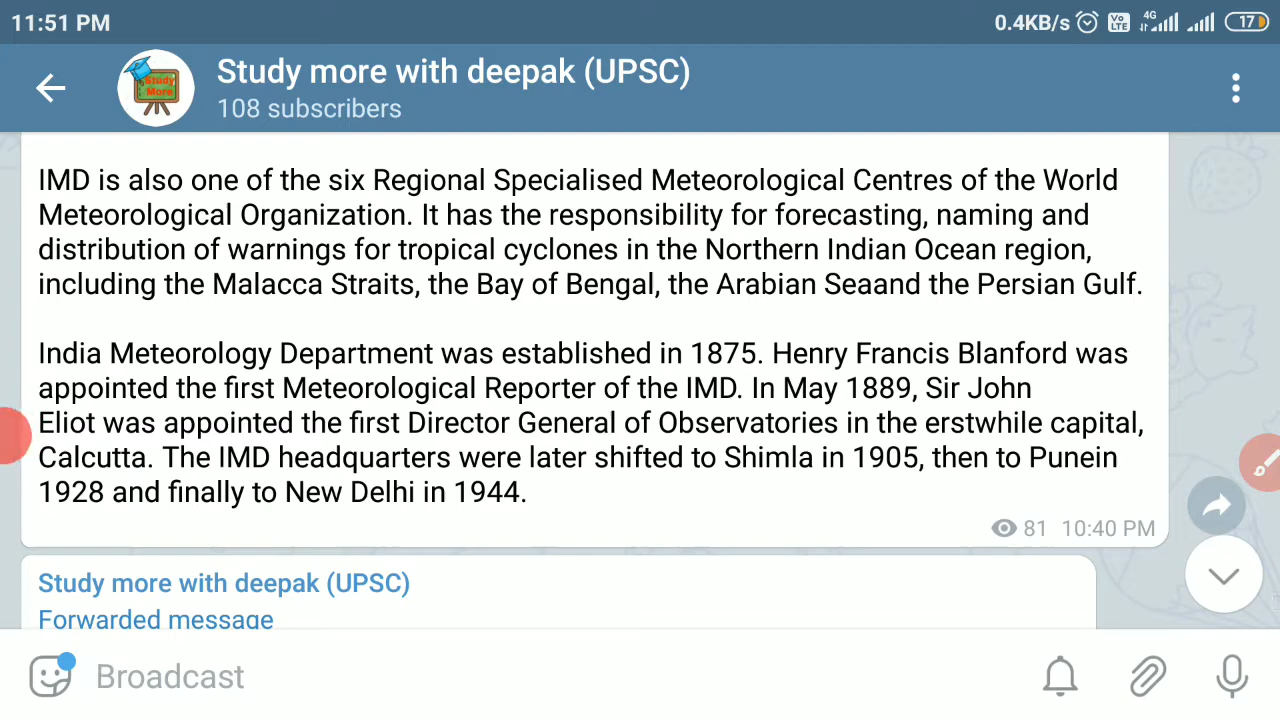 11:51 PM
0.4KB/s Vo LTE 4G 17
Study more with deepak (UPSC)
108 subscribers
Study More
IMD is also one of the six Regional Specialised Meteorological Centres of the World
Meteorological Organization. It has the responsibility for forecasting, naming and
distribution of warnings for tropical cyclones in the Northern Indian Ocean region,
including the Malacca Straits, the Bay of Bengal, the Arabian Seaand the Persian Gulf.
India Meteorology Department was established in 1875. Henry Francis Blanford was
appointed the first Meteorological Reporter of the IMD. In May 1889, Sir John
Eliot was appointed the first Director General of Observatories in the erstwhile capital,
Calcutta. The IMD headquarters were later shifted to Shimla in 1905, then to Punein
1928 and finally to New Delhi in 1944.
81 10:40 PM
Study more with deepak (UPSC)
Forwarded message
Broadcast